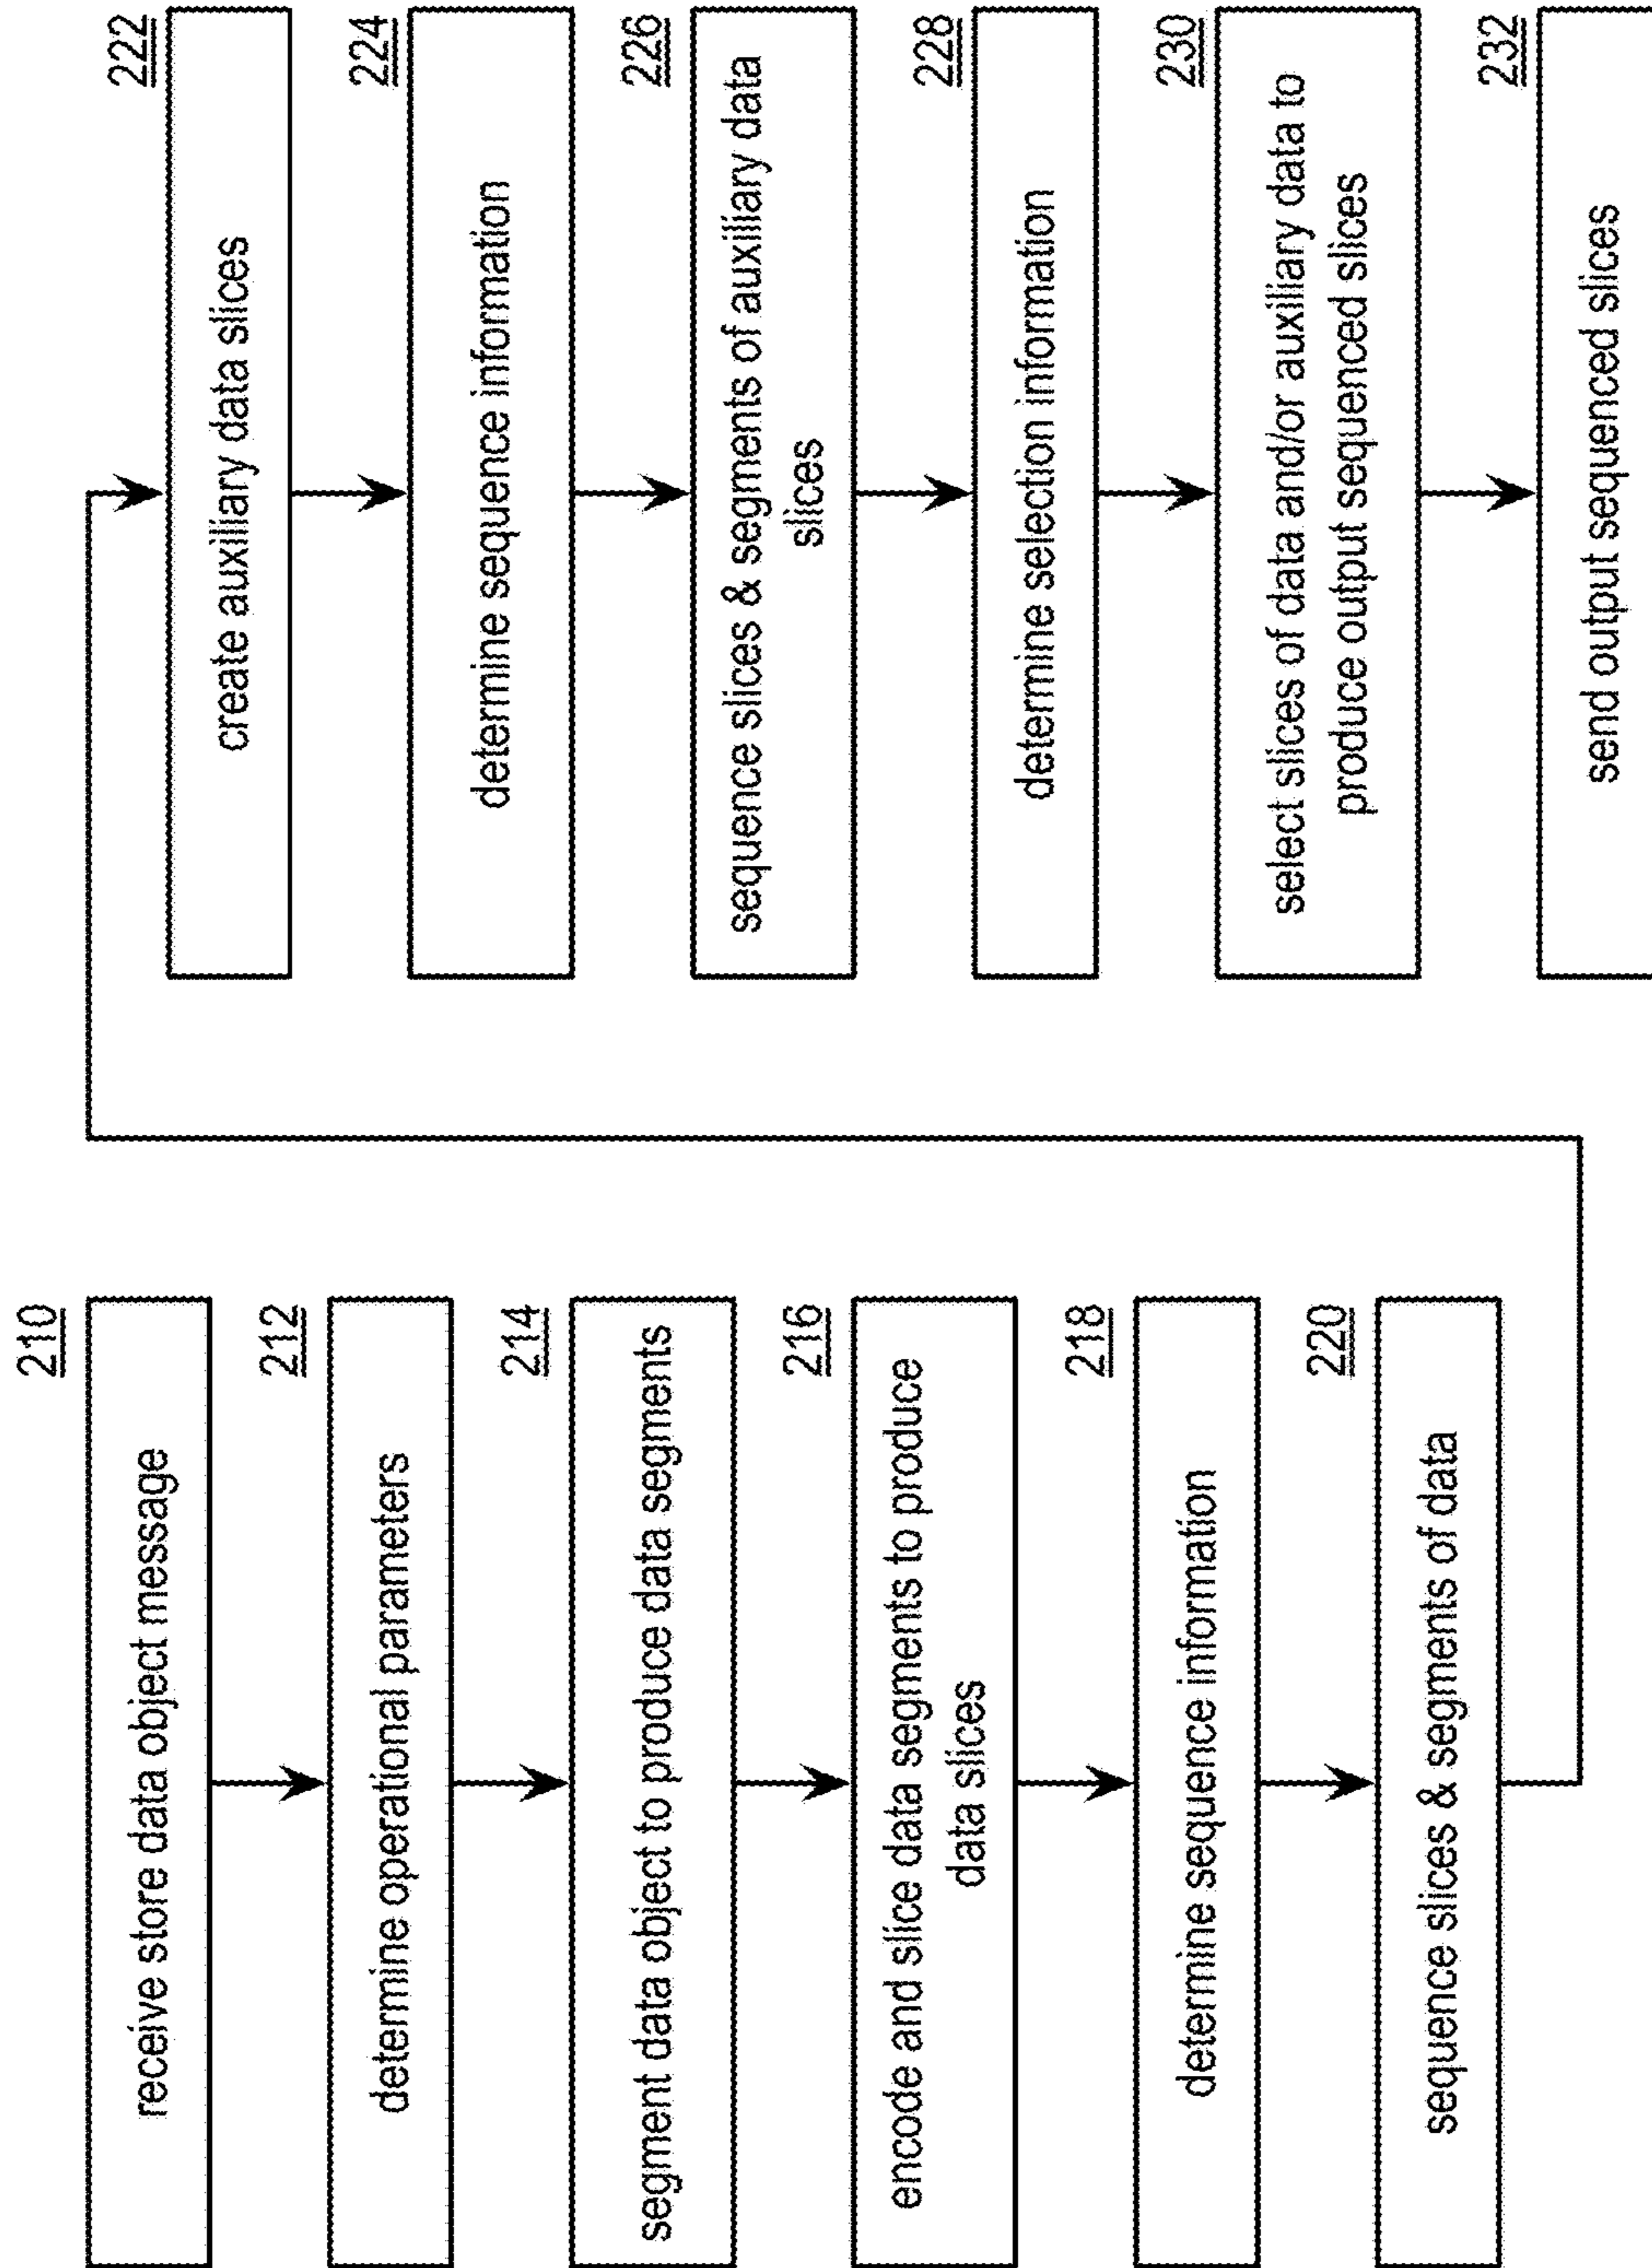 210
receive store data object message
212
determine operational parameters
214
segment data object to produce data segments
216
encode and slice data segments to produce
data slices
218
determine sequence information
220
sequence slices & segments of data
222
create auxiliary data slices
224
determine sequence information
226
sequence slices & segments of auxiliary data
slices
228
determine selection information
230
select slices of data and/or auxiliary data to
produce output sequenced slices
232
send output sequenced slices